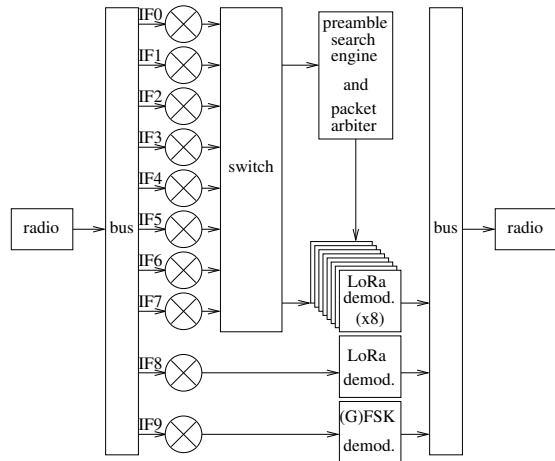 IF0
IF1
IF2
IF3
IF4
IF5
IF6
IF7
IF8
IF9
radio
bus
switch
preamble
search
engine
and
packet
arbiter
LoRa
demod.
(x8)
LoRa
demod.
(G)FSK
demod.
bus
radio